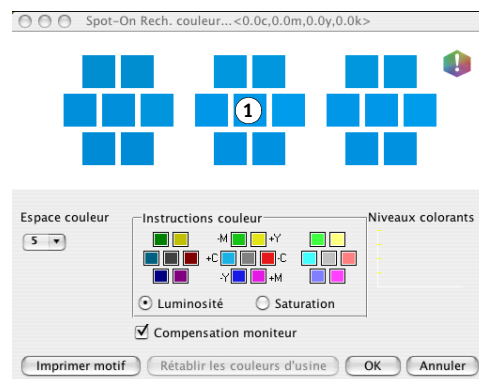 Spot-On Rech. couleur...<0.0c,0.0m,0.0y,0.0k>
1
Espace couleur
Instructions couleur
Niveaux colorants
5
-M +Y
+C -C
-Y +M
Luminosité
Saturation
Compensation moniteur
Imprimer motif
Rétablir les couleurs d'usine
OK
Annuler